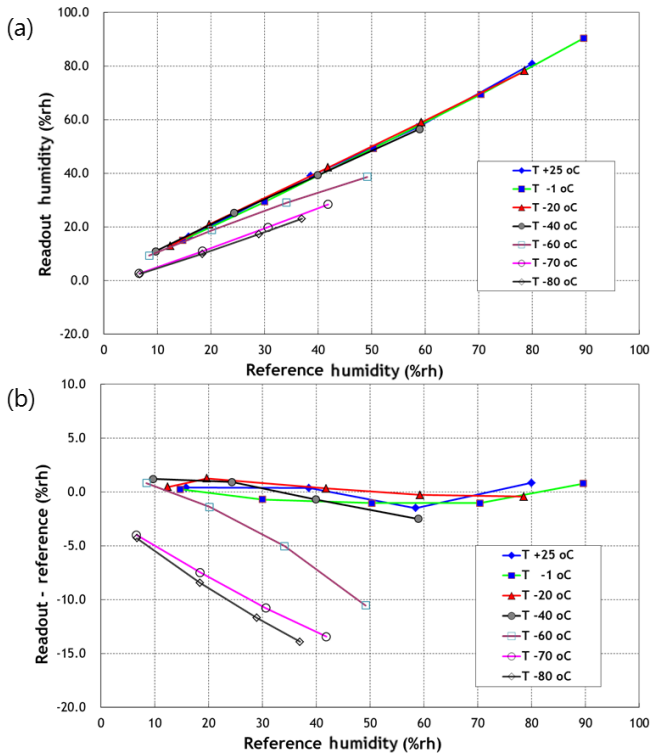 (a)
100.0
80.0
60.0
40.0
20.0
0.0
-20.0
Readout humidity (%rh)
T +25 oC
T -1 oC
T -20 oC
T -40 oC
T -60 oC
T -70 oC
T -80 oC
0 10 20 30 40 50 60 70 80 90 100
Reference humidity (%rh)
(b)
10.0
5.0
0.0
-5.0
-10.0
-15.0
-20.0
Readout - reference (%rh)
T +25 oC
T -1 oC
T -20 oC
T -40 oC
T -60 oC
T -70 oC
T -80 oC
0 10 20 30 40 50 60 70 80 90 100
Reference humidity (%rh)